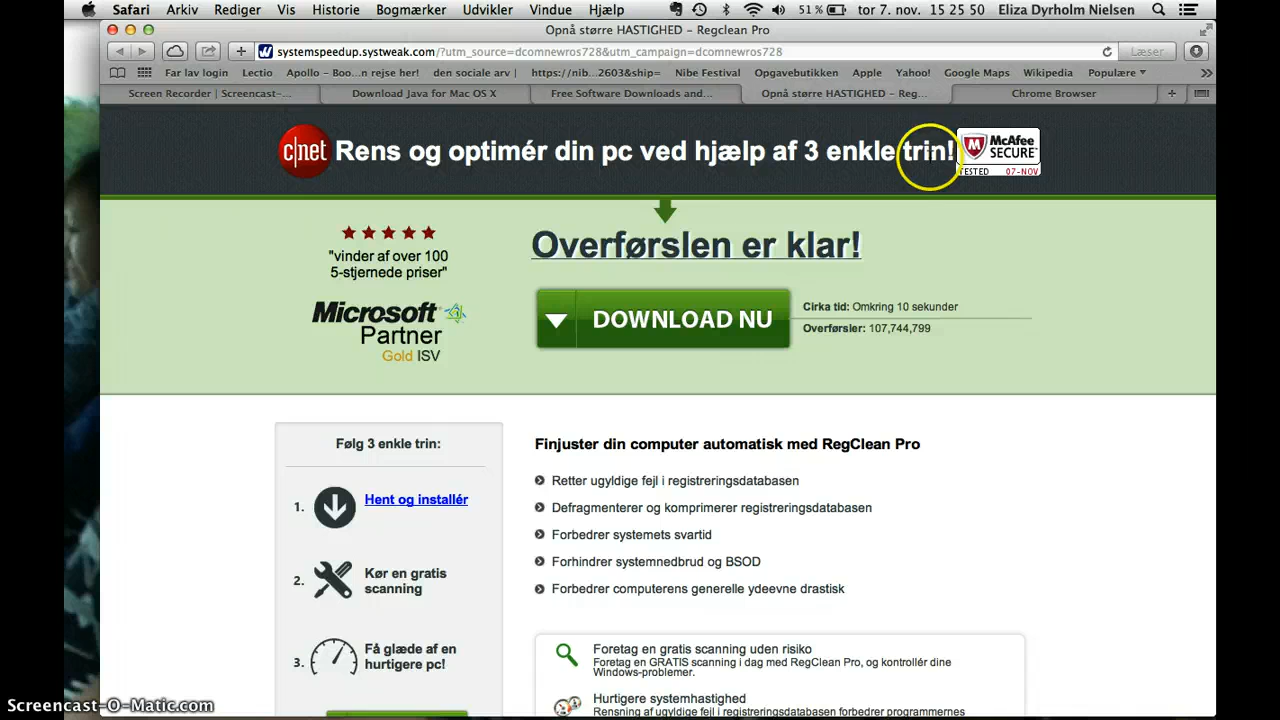 Safari Arkiv Rediger Vis Historie Bogmærker Udvikler Vindue Hjælp 51 % tor 7. nov. 15 25 50 Eliza Dyrholm Nielsen
Opnå større HASTIGHED – Regclean Pro
systemspeedup.systweak.com/?utm_source=dcomnewros728&utm_campaign=dcomnewros728 Læser
Far lav login Lectio Apollo – Boo...n rejse her! den sociale arv | https://nib...2603&ship= Nibe Festival Opgavebutikken Apple Yahoo! Google Maps Wikipedia Populære
Screen Recorder | Screencast-... Download Java for Mac OS X Free Software Downloads and... Opnå større HASTIGHED – Reg... Chrome Browser
c|net Rens og optimér din pc ved hjælp af 3 enkle trin! McAfee
SECURE
TESTED 07-NOV
Overførslen er klar!
"vinder af over 100
5-stjernede priser"
Microsoft
Partner
Gold ISV
DOWNLOAD NU
Cirka tid: Omkring 10 sekunder
Overførsler: 107,744,799
Følg 3 enkle trin:
1. Hent og installér
2. Kør en gratis
scanning
3. Få glæde af en
hurtigere pc!
Finjuster din computer automatisk med RegClean Pro
Retter ugyldige fejl i registreringsdatabasen
Defragmenterer og komprimerer registreringsdatabasen
Forbedrer systemets svartid
Forhindrer systemnedbrud og BSOD
Forbedrer computerens generelle ydeevne drastisk
Foretag en gratis scanning uden risiko
Foretag en GRATIS scanning i dag med RegClean Pro, og kontrollér dine
Windows-problemer.
Hurtigere systemhastighed
Rensning af ugyldige fejl i registreringsdatabasen forbedrer programmernes
Screencast-O-Matic.com